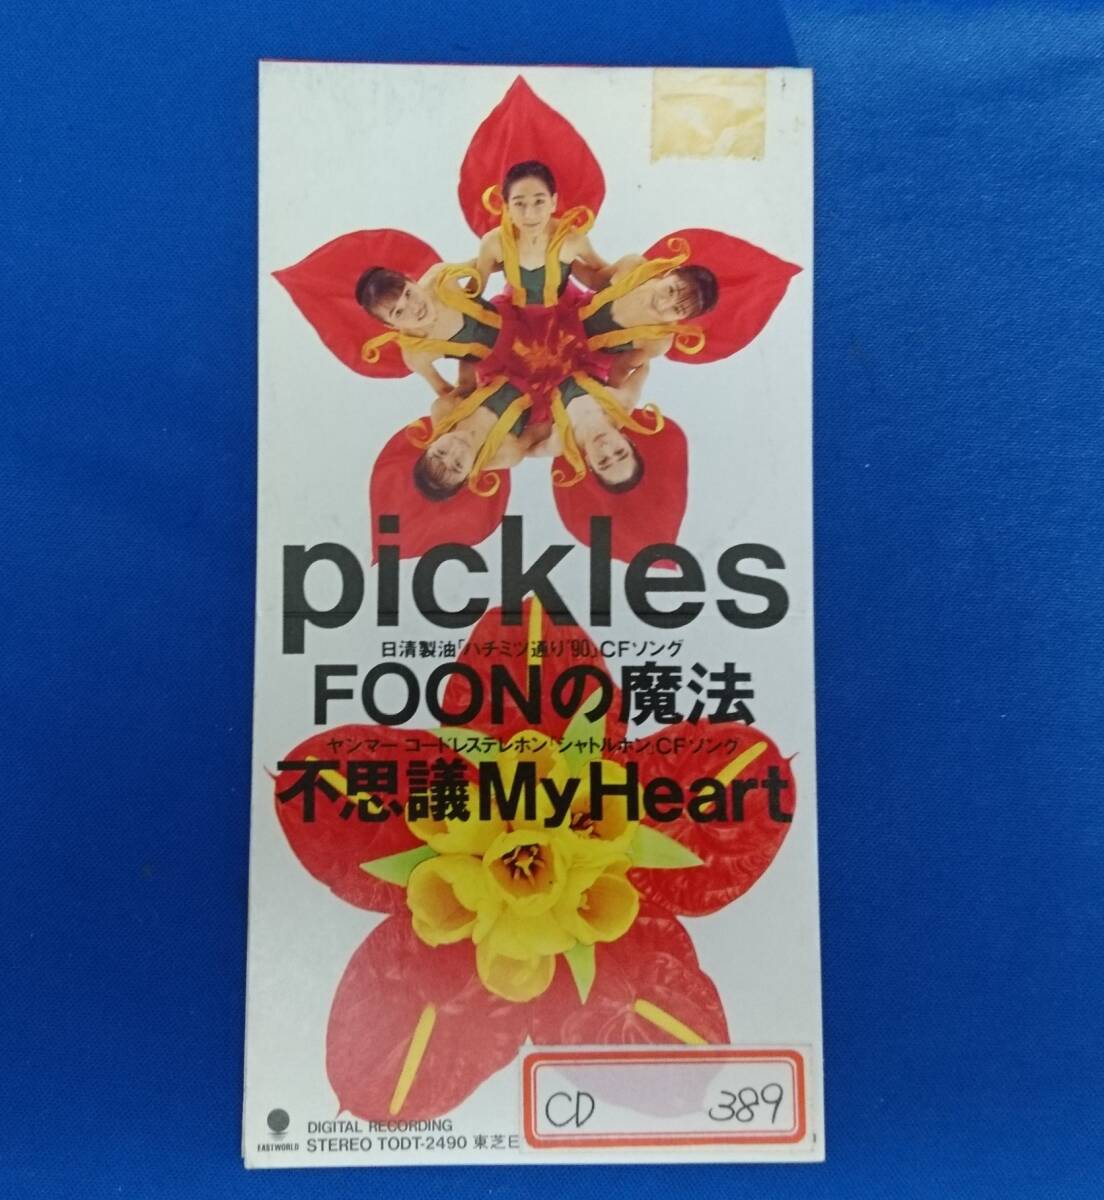 pickles
日清製油「ハチミツ通り'90」CFソング
FOONの魔法
ヤンマー コードレステレホン「シャトルホン」CFソング
不思議My Heart
CD 389
EASTWORLD
DIGITAL RECORDING
STEREO TODT-2490 東芝E